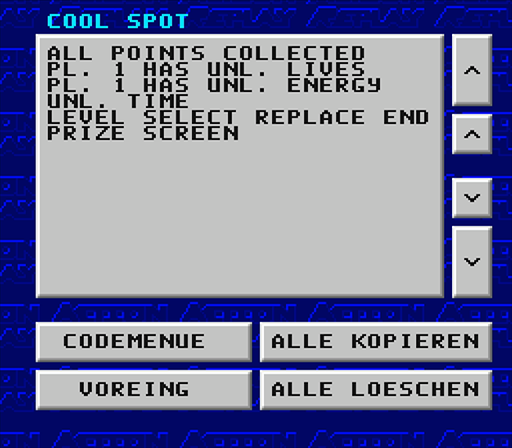 COOL SPOT
ALL POINTS COLLECTED
PL. 1 HAS UNL. LIVES
PL. 1 HAS UNL. ENERGY
UNL. TIME
LEVEL SELECT REPLACE END
PRIZE SCREEN
CODEMENUE
ALLE KOPIEREN
VOREING
ALLE LOESCHEN